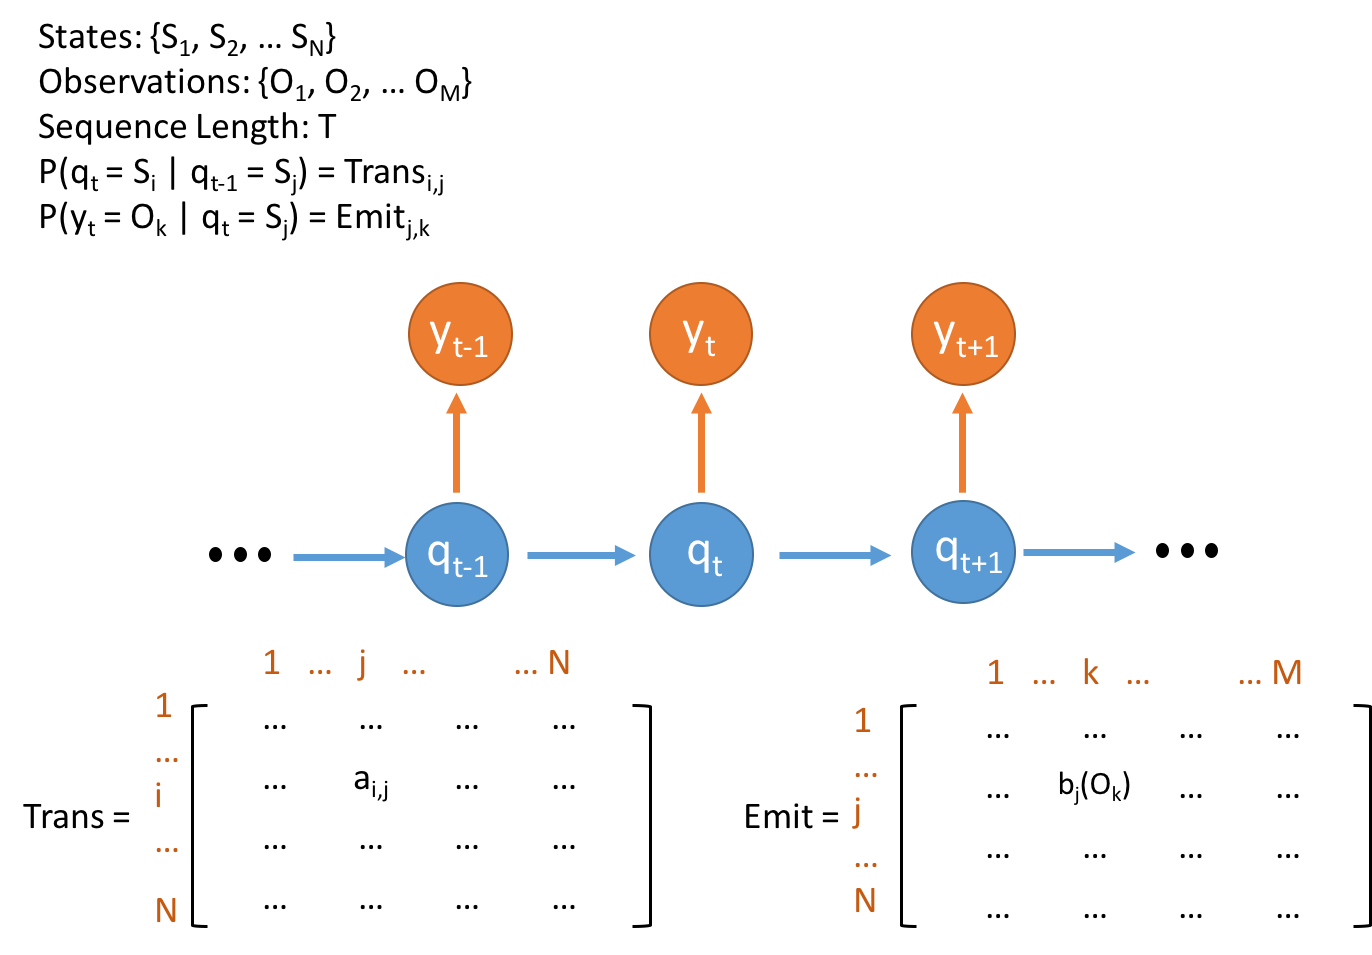 States: {S1, S2, … SN}
Observations: {O1, O2, … OM}
Sequence Length: T
P(qt = Si | qt-1 = Sj) = Transi,j
P(yt = Ok | qt = Sj) = Emitj,k
yt-1 yt yt+1
••• qt-1 qt qt+1 •••
1 … j … … N
1 … k … … M
1
…
i
…
N
Trans =
… … … …
… ai,j … …
… … … …
… … … …
1
…
j
…
N
Emit =
… … … …
… bj(Ok) … …
… … … …
… … … …